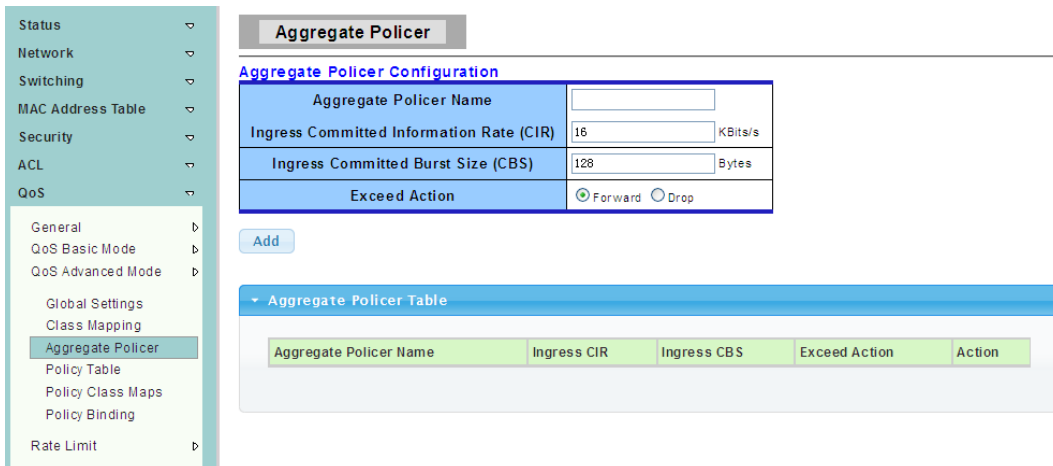 Status
Network
Switching
MAC Address Table
Security
ACL
QoS
General
QoS Basic Mode
QoS Advanced Mode
Global Settings
Class Mapping
Aggregate Policer
Policy Table
Policy Class Maps
Policy Binding
Rate Limit
Aggregate Policer
Aggregate Policer Configuration
Aggregate Policer Name
Ingress Committed Information Rate (CIR) 16 KBits/s
Ingress Committed Burst Size (CBS) 128 Bytes
Exceed Action Forward Drop
Add
Aggregate Policer Table
Aggregate Policer Name Ingress CIR Ingress CBS Exceed Action Action